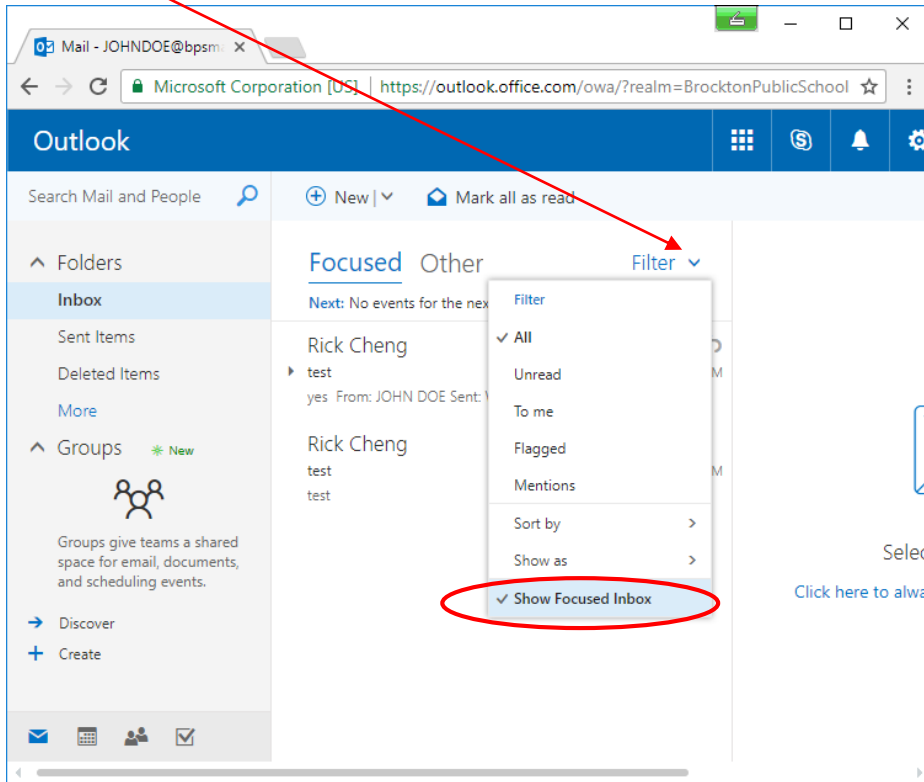 Mail - JOHNDOE@bpsm
Microsoft Corporation [US] https://outlook.office.com/owa/?realm=BrocktonPublicSchool
Outlook
Search Mail and People
New
Mark all as read
Folders
Inbox
Sent Items
Deleted Items
More
Groups New
Groups give teams a shared
space for email, documents,
and scheduling events.
Discover
Create
Focused Other Filter
Next: No events for the nex
Rick Cheng
test
yes From: JOHN DOE Sent:
M
Rick Cheng
test
M
test
Filter
All
Unread
To me
Flagged
Mentions
Sort by
Show as
Show Focused Inbox
Selec
Click here to alwa